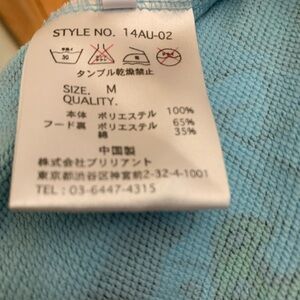 STYLE NO. 14AU-02
手洗イ
30
タンブル乾燥禁止
SIZE. M
QUALITY.
本体 ポリエステル 100%
フード裏 ポリエステル 65%
綿 35%
中国製
株式会社ブリリアント
東京都渋谷区神宮前2-32-4-1001
TEL : 03-6447-4315